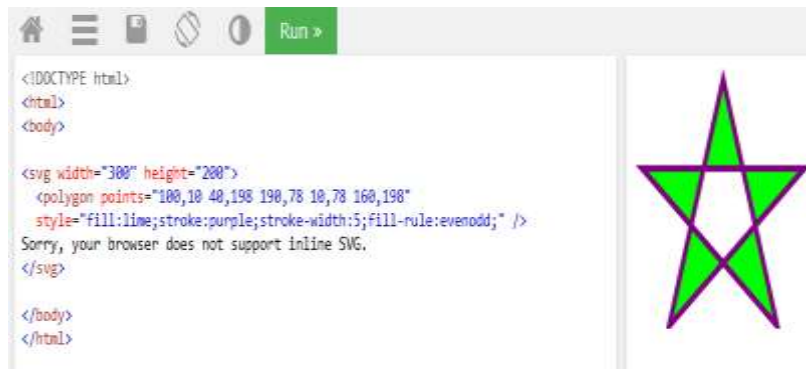 Run »
<!DOCTYPE html>
<html>
<body>
<svg width="300" height="200">
<polygon points="100,10 40,198 190,78 10,78 160,198"
style="fill:lime;stroke:purple;stroke-width:5;fill-rule:evenodd;" />
Sorry, your browser does not support inline SVG.
</svg>
</body>
</html>